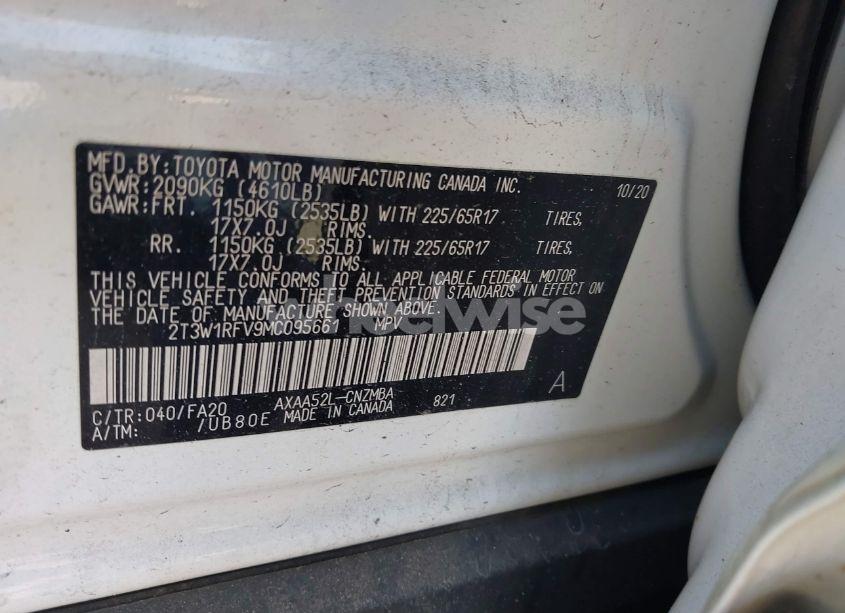 MFD.BY:TOYOTA MOTOR MANUFACTURING CANADA INC. 10/20
GVWR:2090KG (4610LB)
GAWR:FRT. 1150KG (2535LB) WITH 225/65R17 TIRES,
17X7.0J RIMS.
RR. 1150KG (2535LB) WITH 225/65R17 TIRES,
17X7.0J RIMS.
THIS VEHICLE CONFORMS TO ALL APPLICABLE FEDERAL MOTOR
VEHICLE SAFETY AND THEFT PREVENTION STANDARDS IN EFFECT ON
THE DATE OF MANUFACTURE SHOWN ABOVE.
2T3W1RFV9MC095661 MPV
wheelwise
C/TR:040/FA20 AXAA52L-CNZMBA 821 A
A/TM: /UB80E MADE IN CANADA